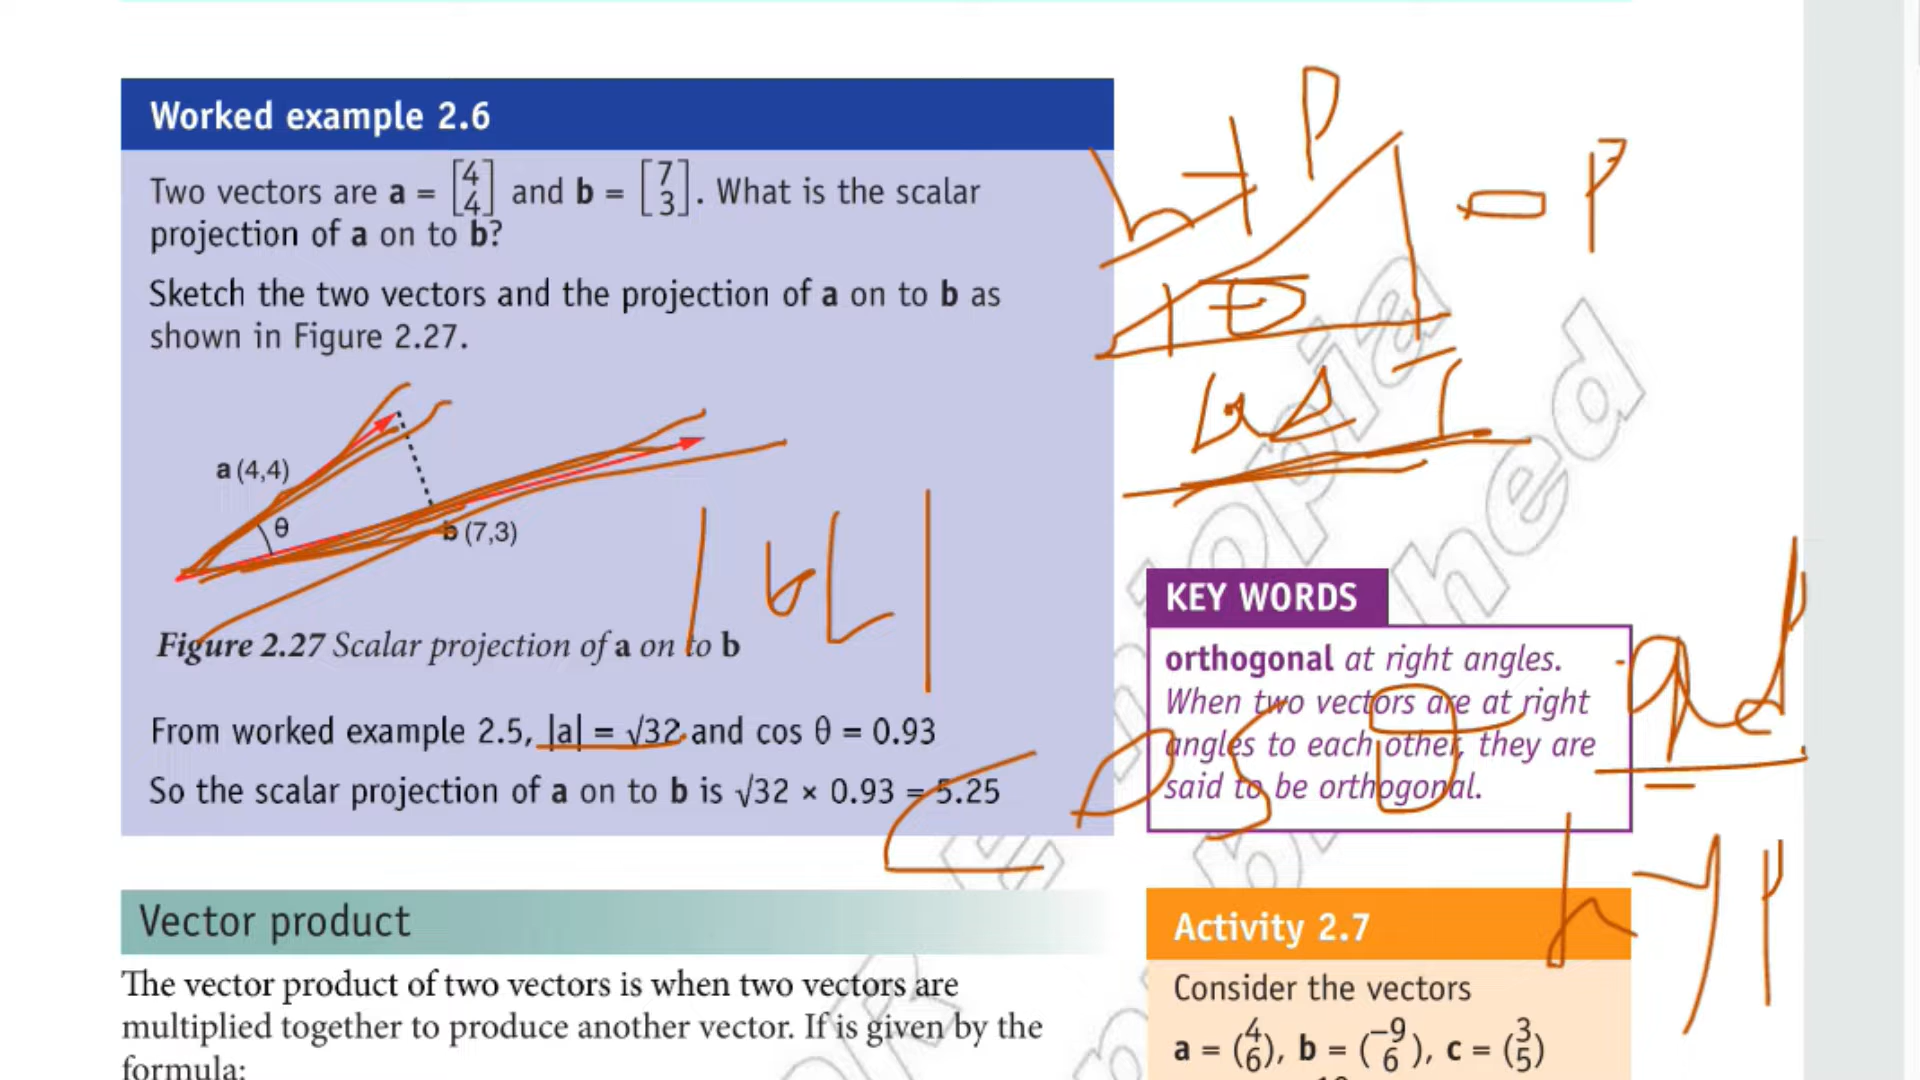 Worked example 2.6
Two vectors are a = [4 4] and b = [7 3]. What is the scalar
projection of a on to b?
Sketch the two vectors and the projection of a on to b as
shown in Figure 2.27.
a (4,4)
θ
b (7,3)
Figure 2.27 Scalar projection of a on to b
From worked example 2.5, |a| = √32 and cos θ = 0.93
So the scalar projection of a on to b is √32 × 0.93 = 5.25
Vector product
The vector product of two vectors is when two vectors are
multiplied together to produce another vector. If is given by the
formula:
hy P
θ
KEY WORDS
orthogonal at right angles.
When two vectors are at right
angles to each other, they are
said to be orthogonal.
cos θ
ad
hyp
Activity 2.7
Consider the vectors
a = (4 6), b = (−9 6), c = (3 5)